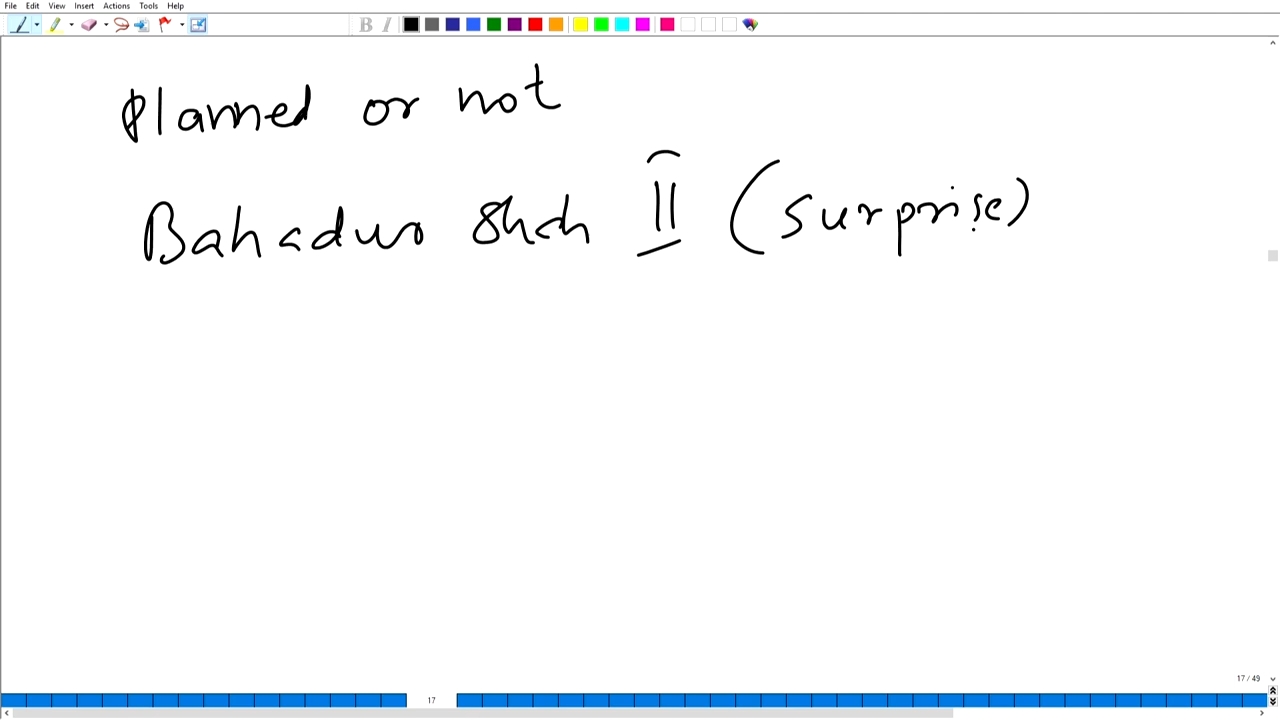 File Edit View Insert Actions Tools Help
B I
Planned or not
Bahadur Shah II (surprise)
17 / 49
17